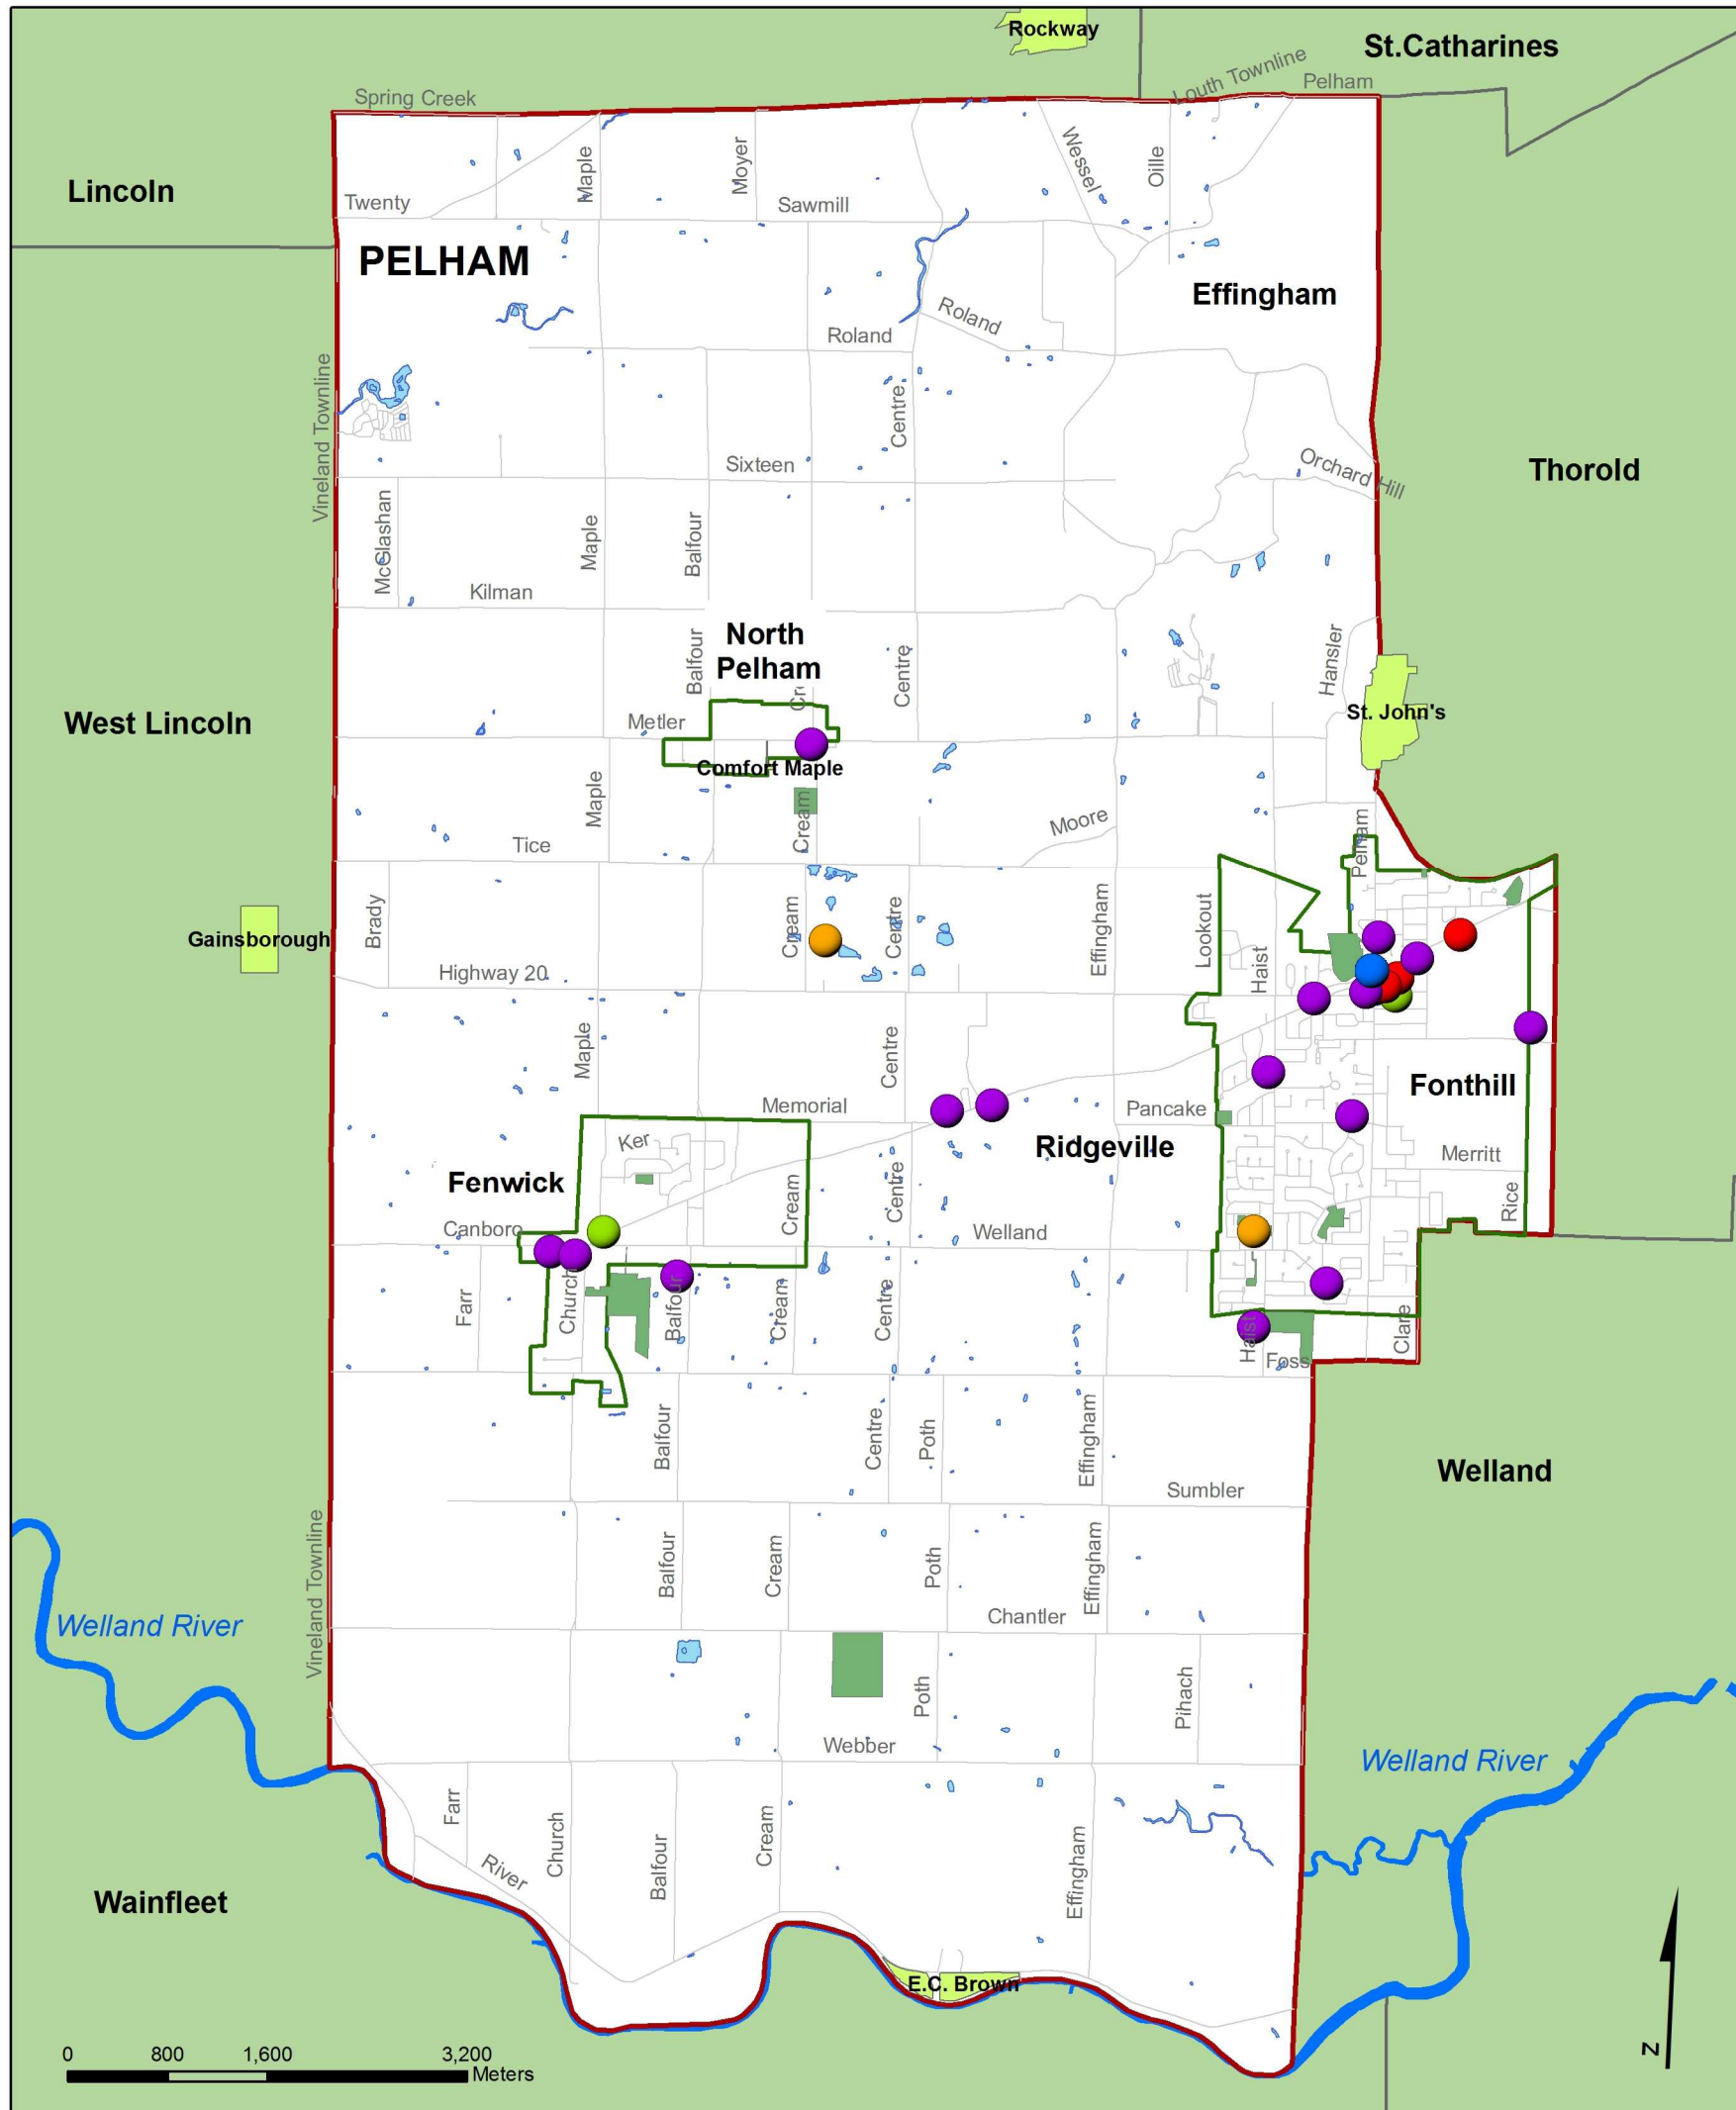 Rockway
St.Catharines
Louth Townline
Pelham
Spring Creek
Lincoln
Twenty
Maple
Moyer
Sawmill
Wessel
Oille
PELHAM
Effingham
Roland
Roland
Vineland Townline
Centre
Sixteen
Orchard Hill
Thorold
McGlashan
Maple
Balfour
Kilman
North
Pelham
Balfour
Centre
Hansler
West Lincoln
Metler
Cr
St. John's
Comfort Maple
Maple
Cream
Moore
Tice
Pelham
Brady
Cream
Centre
Effingham
Lookout
Haist
Gainsborough
Highway 20
Maple
Centre
Fonthill
Memorial
Pancake
Ker
Ridgeville
Merritt
Fenwick
Cream
Centre
Rice
Canboro
Welland
Farr
Church
Balfour
Cream
Centre
Haist
Clare
Foss
Balfour
Centre
Poth
Effingham
Welland
Sumbler
Vineland Townline
Balfour
Cream
Poth
Effingham
Chantler
Welland River
Poth
Pihach
Webber
Welland River
Farr
Church
Balfour
Cream
Effingham
River
Wainfleet
E.C. Brown
0 800 1,600 3,200
Meters
N